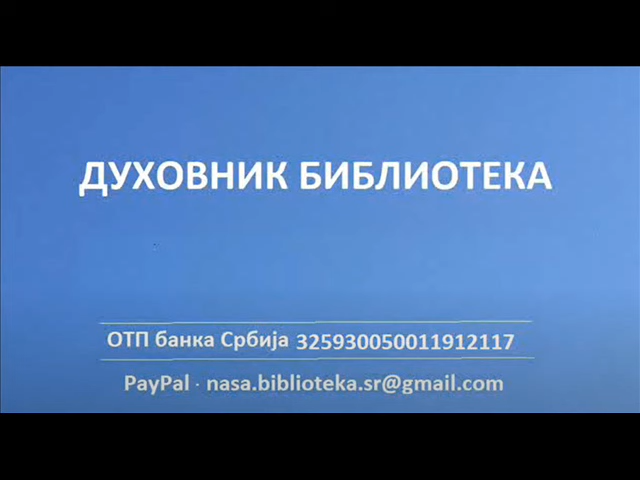 ДУХОВНИК БИБЛИОТЕКА
ОТП банка Србија 325930050011912117
PayPal · nasa.biblioteka.sr@gmail.com